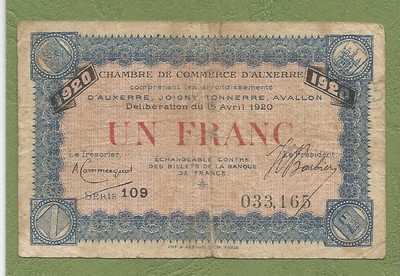 1920
1920
CHAMBRE DE COMMERCE D'AUXERRE
comprenant les arrondissements
D'AUXERRE, JOIGNY TONNERRE, AVALLON
Délibération du 15 Avril 1920
UN FRANC
Le Trésorier
Le Président
ÉCHANGEABLE CONTRE
DES BILLETS DE LA BANQUE
DE FRANCE
SÉRIE 109
033,165